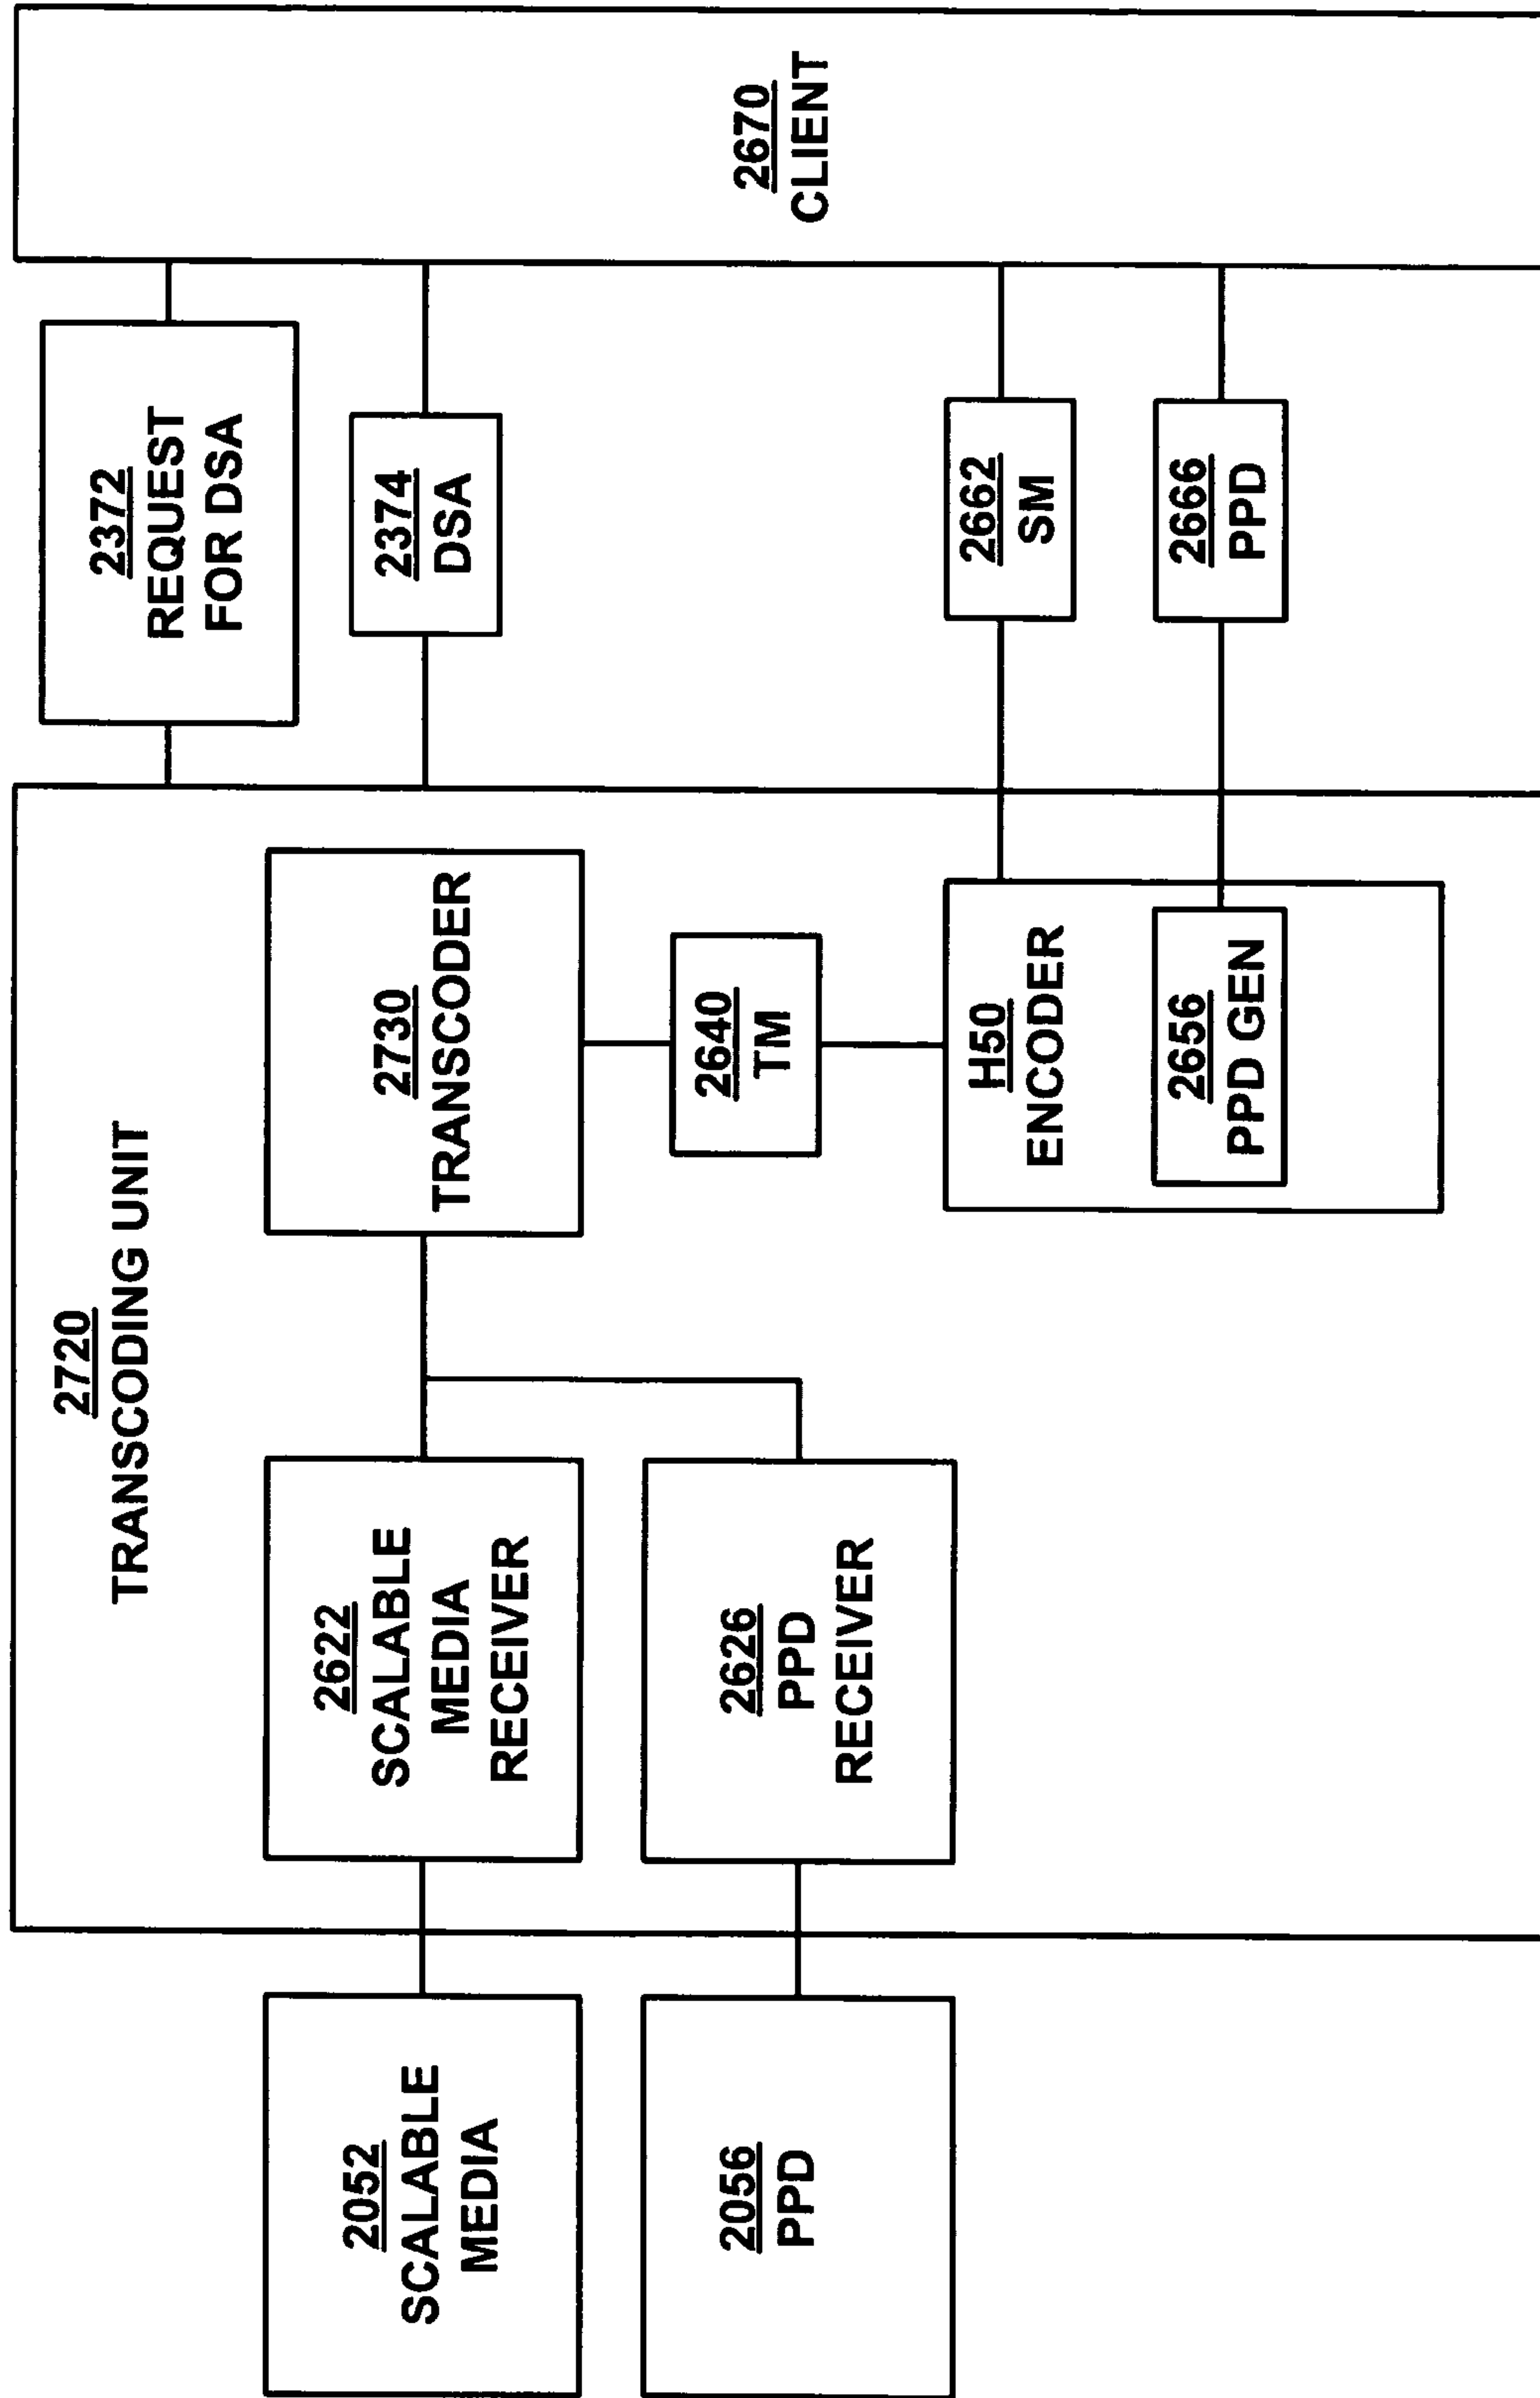 2720
TRANSCODING UNIT
2052
SCALABLE
MEDIA
2056
PPD
2622
SCALABLE
MEDIA
RECEIVER
2626
PPD
RECEIVER
2730
TRANSCODER
2640
TM
H50
ENCODER
2656
PPD GEN
2372
REQUEST
FOR DSA
2374
DSA
2662
SM
2666
PPD
2670
CLIENT